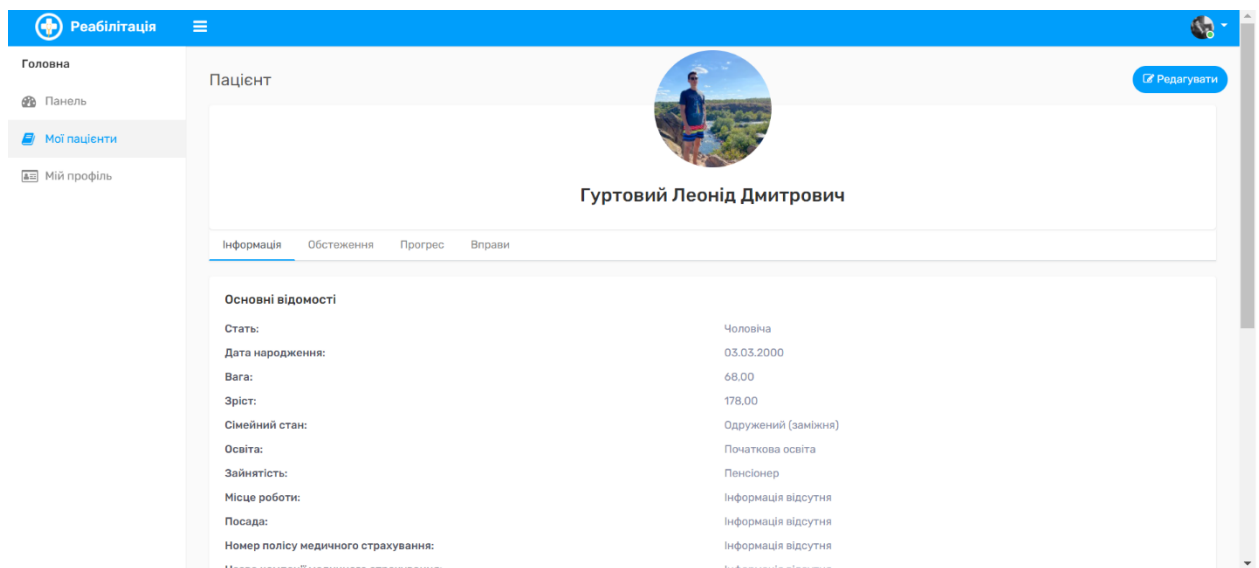 Реабілітація
Головна
Панель
Мої пацієнти
Мій профіль
Пацієнт
Редагувати
Гуртовий Леонід Дмитрович
Інформація Обстеження Прогрес Вправи
Основні відомості
Стать: Чоловіча
Дата народження: 03.03.2000
Вага: 68.00
Зріст: 178,00
Сімейний стан: Одружений (заміжня)
Освіта: Початкова освіта
Зайнятість: Пенсіонер
Місце роботи: Інформація відсутня
Посада: Інформація відсутня
Номер полісу медичного страхування: Інформація відсутня